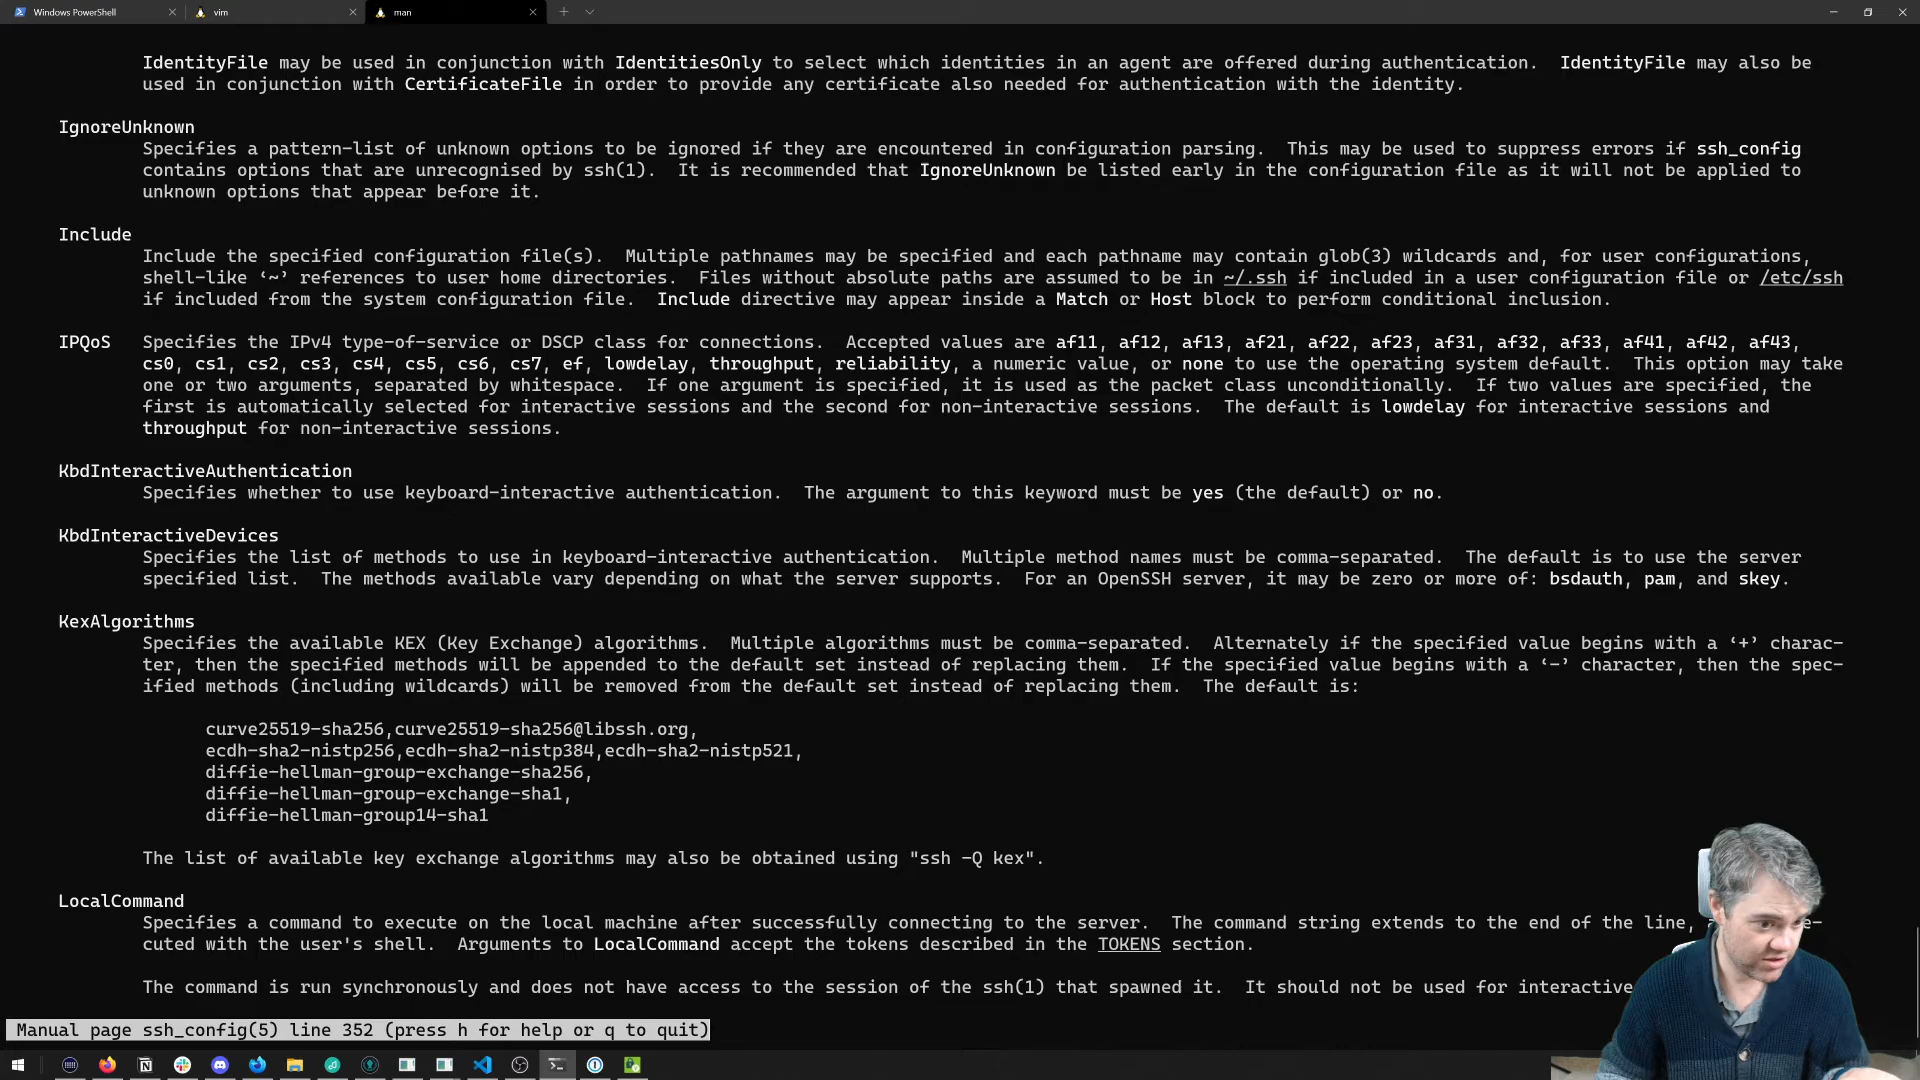 Windows PowerShell
vim
man
IdentityFile may be used in conjunction with IdentitiesOnly to select which identities in an agent are offered during authentication.  IdentityFile may also be
used in conjunction with CertificateFile in order to provide any certificate also needed for authentication with the identity.
IgnoreUnknown
Specifies a pattern-list of unknown options to be ignored if they are encountered in configuration parsing.  This may be used to suppress errors if ssh_config
contains options that are unrecognised by ssh(1).  It is recommended that IgnoreUnknown be listed early in the configuration file as it will not be applied to
unknown options that appear before it.
Include
Include the specified configuration file(s).  Multiple pathnames may be specified and each pathname may contain glob(3) wildcards and, for user configurations,
shell-like ‘~’ references to user home directories.  Files without absolute paths are assumed to be in ~/.ssh if included in a user configuration file or /etc/ssh
if included from the system configuration file.  Include directive may appear inside a Match or Host block to perform conditional inclusion.
IPQoS   Specifies the IPv4 type-of-service or DSCP class for connections.  Accepted values are af11, af12, af13, af21, af22, af23, af31, af32, af33, af41, af42, af43,
cs0, cs1, cs2, cs3, cs4, cs5, cs6, cs7, ef, lowdelay, throughput, reliability, a numeric value, or none to use the operating system default.  This option may take
one or two arguments, separated by whitespace.  If one argument is specified, it is used as the packet class unconditionally.  If two values are specified, the
first is automatically selected for interactive sessions and the second for non-interactive sessions.  The default is lowdelay for interactive sessions and
throughput for non-interactive sessions.
KbdInteractiveAuthentication
Specifies whether to use keyboard-interactive authentication.  The argument to this keyword must be yes (the default) or no.
KbdInteractiveDevices
Specifies the list of methods to use in keyboard-interactive authentication.  Multiple method names must be comma-separated.  The default is to use the server
specified list.  The methods available vary depending on what the server supports.  For an OpenSSH server, it may be zero or more of: bsdauth, pam, and skey.
KexAlgorithms
Specifies the available KEX (Key Exchange) algorithms.  Multiple algorithms must be comma-separated.  Alternately if the specified value begins with a ‘+’ charac-
ter, then the specified methods will be appended to the default set instead of replacing them.  If the specified value begins with a ‘-’ character, then the spec-
ified methods (including wildcards) will be removed from the default set instead of replacing them.  The default is:
curve25519-sha256,curve25519-sha256@libssh.org,
ecdh-sha2-nistp256,ecdh-sha2-nistp384,ecdh-sha2-nistp521,
diffie-hellman-group-exchange-sha256,
diffie-hellman-group-exchange-sha1,
diffie-hellman-group14-sha1
The list of available key exchange algorithms may also be obtained using "ssh -Q kex".
LocalCommand
Specifies a command to execute on the local machine after successfully connecting to the server.  The command string extends to the end of the line,
cuted with the user's shell.  Arguments to LocalCommand accept the tokens described in the TOKENS section.
The command is run synchronously and does not have access to the session of the ssh(1) that spawned it.  It should not be used for interactive
Manual page ssh_config(5) line 352 (press h for help or q to quit)